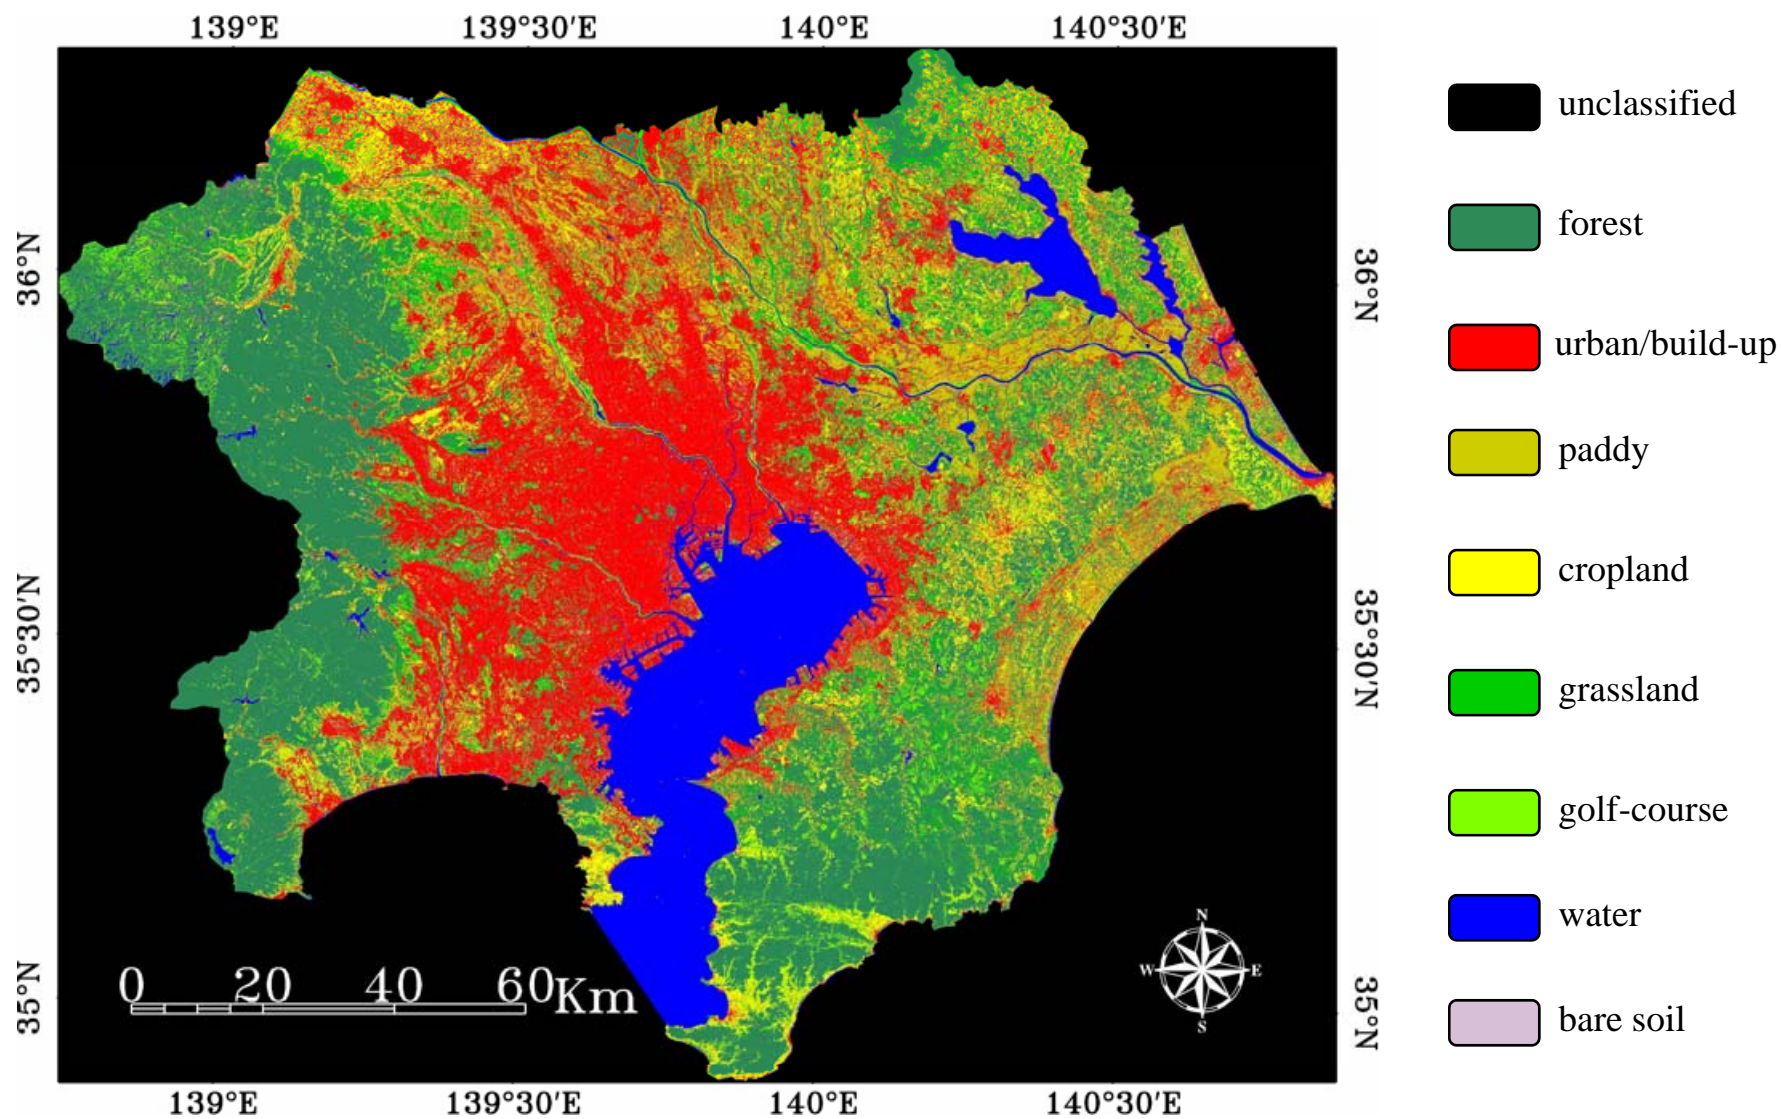 139°E 139°30'E 140°E 140°30'E
36°N
35°30'N
35°N
36°N
35°30'N
35°N
0 20 40 60Km
N
W E
S
139°E 139°30'E 140°E 140°30'E
unclassified
forest
urban/build-up
paddy
cropland
grassland
golf-course
water
bare soil